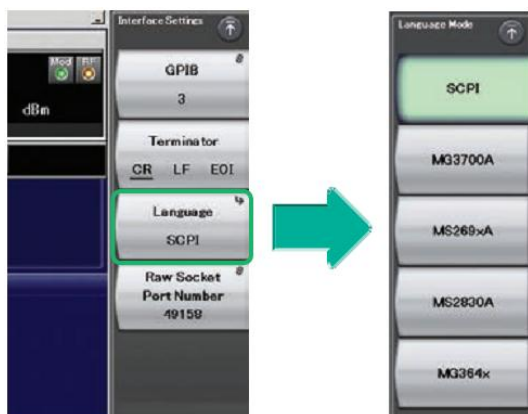 Interface Settings
Mod RF
dBm
GPIB
3
Terminator
CR LF EOI
Language
SCPI
Raw Socket
Port Number
49158
Language Mode
SCPI
MG3700A
MS269xA
MS2830A
MG364x